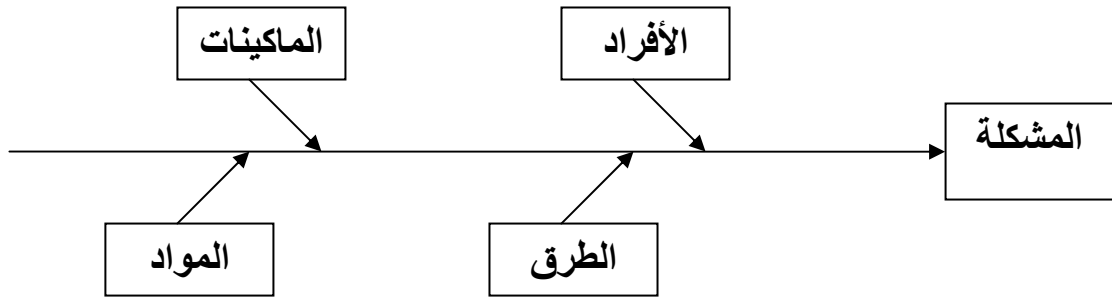 الأفراد
الماكينات
المشكلة
الطرق
المواد